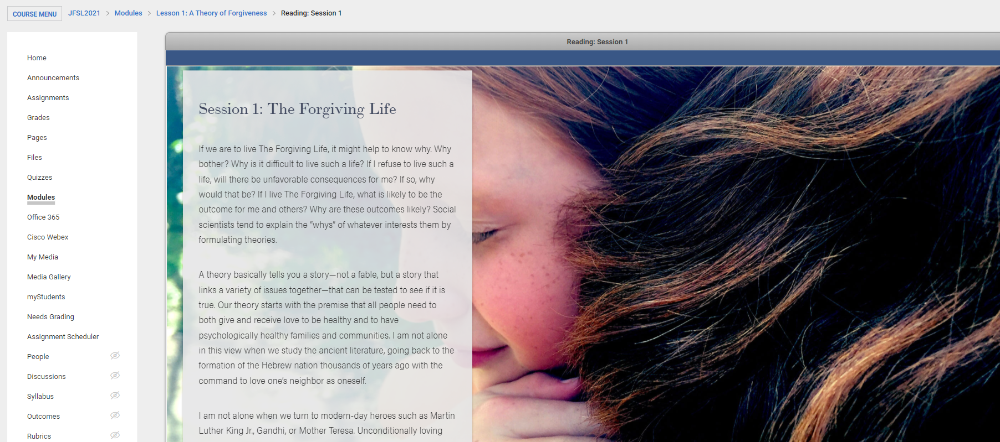 COURSE MENU
JFSL2021 > Modules > Lesson 1: A Theory of Forgiveness > Reading: Session 1
Home
Announcements
Assignments
Grades
Pages
Files
Quizzes
Modules
Office 365
Cisco Webex
My Media
Media Gallery
myStudents
Needs Grading
Assignment Scheduler
People
Discussions
Syllabus
Outcomes
Rubrics
Reading: Session 1
Session 1: The Forgiving Life
If we are to live The Forgiving Life, it might help to know why. Why
bother? Why is it difficult to live such a life? If I refuse to live such a
life, will there be unfavorable consequences for me? If so, why
would that be? If I live The Forgiving Life, what is likely to be the
outcome for me and others? Why are these outcomes likely? Social
scientists tend to explain the "whys" of whatever interests them by
formulating theories.
A theory basically tells you a story—not a fable, but a story that
links a variety of issues together—that can be tested to see if it is
true. Our theory starts with the premise that all people need to
both give and receive love to be healthy and to have
psychologically healthy families and communities. I am not alone
in this view when we study the ancient literature, going back to the
formation of the Hebrew nation thousands of years ago with the
command to love one's neighbor as oneself.
I am not alone when we turn to modern-day heroes such as Martin
Luther King Jr., Gandhi, or Mother Teresa. Unconditionally loving